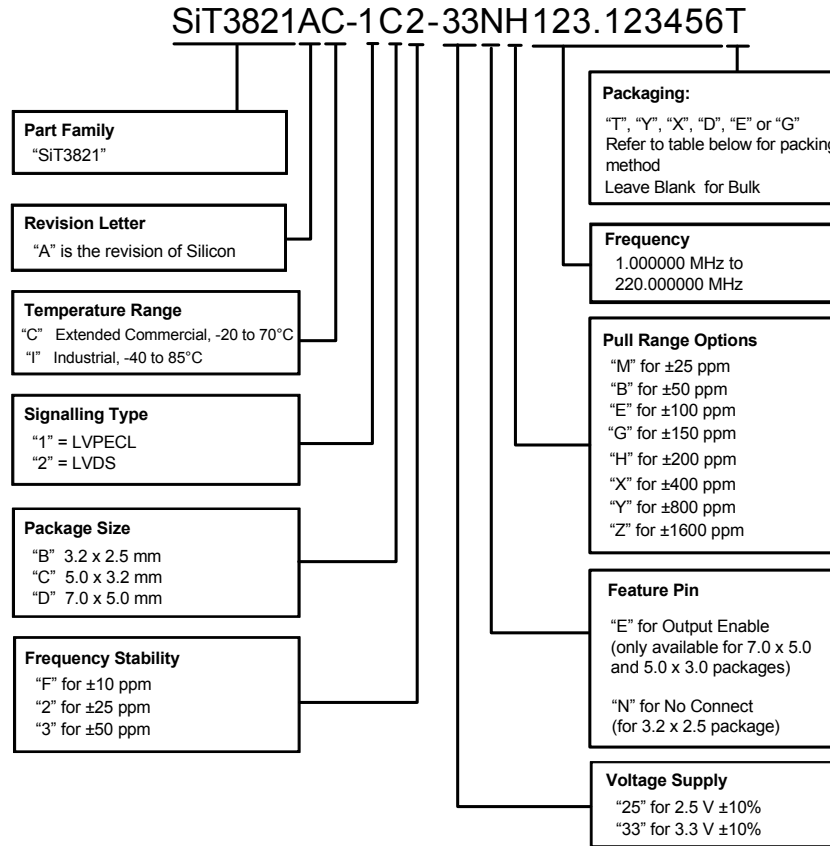 SiT3821AC-1C2-33NH123.123456T
Part Family
“SiT3821”
Revision Letter
“A” is the revision of Silicon
Temperature Range
“C” Extended Commercial, -20 to 70°C
“I” Industrial, -40 to 85°C
Signalling Type
“1” = LVPECL
“2” = LVDS
Package Size
“B” 3.2 x 2.5 mm
“C” 5.0 x 3.2 mm
“D” 7.0 x 5.0 mm
Frequency Stability
“F” for ±10 ppm
“2” for ±25 ppm
“3” for ±50 ppm
Packaging:
“T”, “Y”, “X”, “D”, “E” or “G”
Refer to table below for packing
method
Leave Blank for Bulk
Frequency
1.000000 MHz to
220.000000 MHz
Pull Range Options
“M” for ±25 ppm
“B” for ±50 ppm
“E” for ±100 ppm
“G” for ±150 ppm
“H” for ±200 ppm
“X” for ±400 ppm
“Y” for ±800 ppm
“Z” for ±1600 ppm
Feature Pin
“E” for Output Enable
(only available for 7.0 x 5.0
and 5.0 x 3.0 packages)
“N” for No Connect
(for 3.2 x 2.5 package)
Voltage Supply
“25” for 2.5 V ±10%
“33” for 3.3 V ±10%